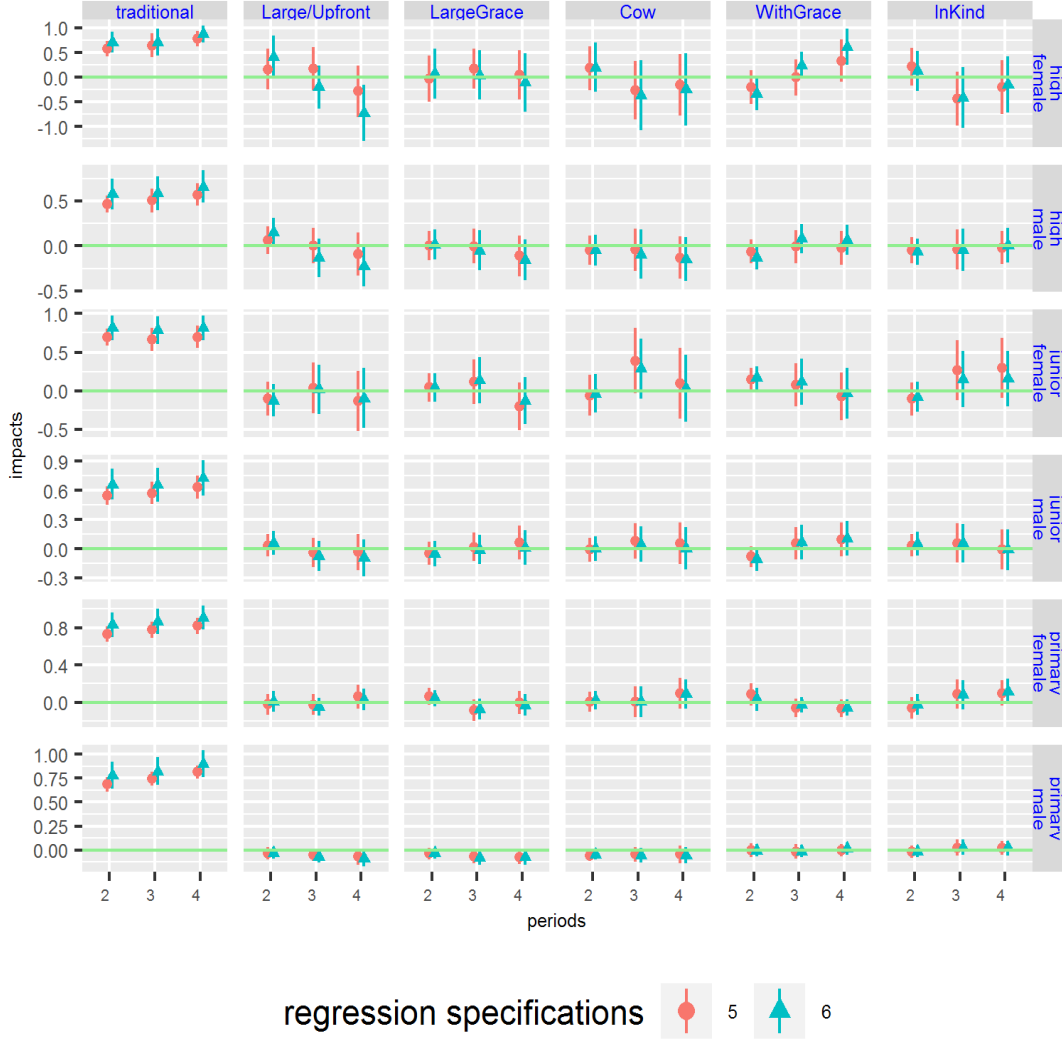 traditional Large/Upfront LargeGrace Cow WithGrace InKind
1.0
0.5
0.0
-0.5
-1.0
high
female
0.5
0.0
-0.5
high
male
1.0
0.5
0.0
-0.5
junior
female
0.9
0.6
0.3
0.0
-0.3
junior
male
0.8
0.4
0.0
primary
female
1.00
0.75
0.50
0.25
0.00
primary
male
impacts
2 3 4 2 3 4 2 3 4 2 3 4 2 3 4 2 3 4
periods
regression specifications 5 6